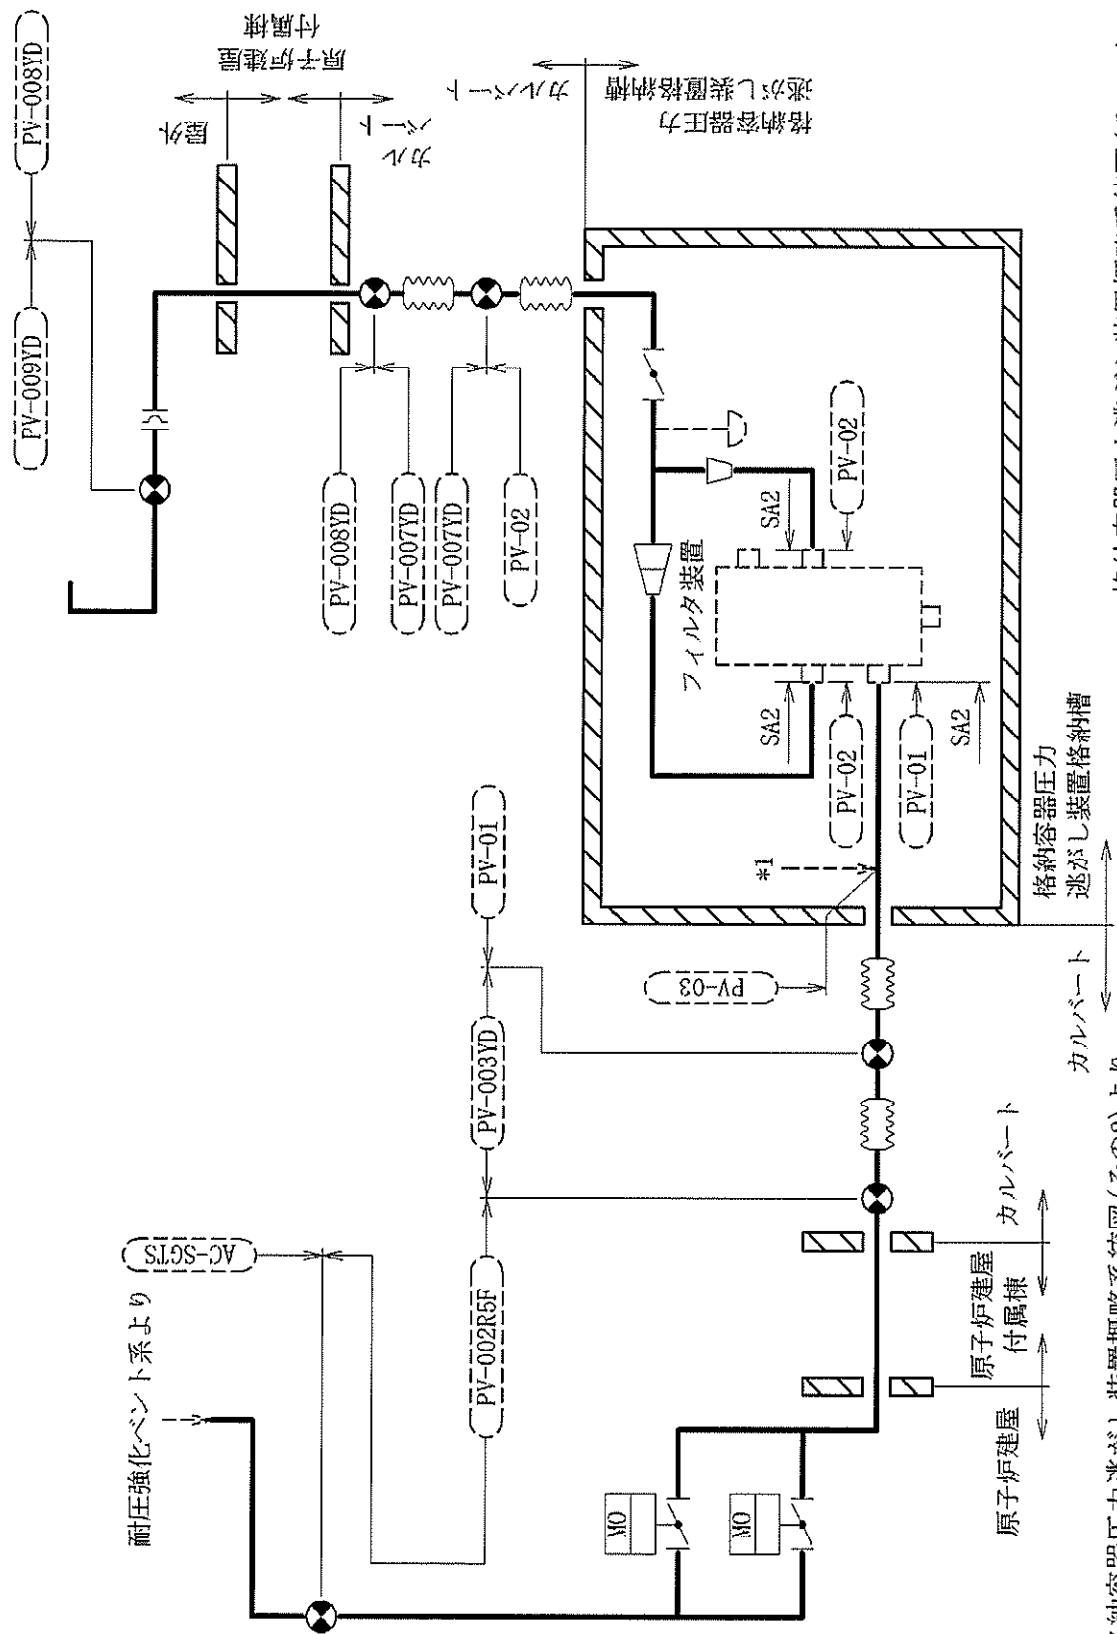 PV-008YD
PV-009YD
屋外
原子炉建屋
付属棟
カル
バート
カルバート
格納容器圧力
逃がし装置格納槽
PV-008YD
PV-007YD
PV-007YD
PV-02
フィルタ装置
SA2
PV-02
SA2
PV-02
PV-01
SA2
*1
PV-03
PV-01
PV-003YD
PV-002R5F
AC-SGTS
耐圧強化ベント系より
MO
MO
原子炉建屋
原子炉建屋
付属棟
カルバート
カルバート
格納容器圧力
逃がし装置格納槽